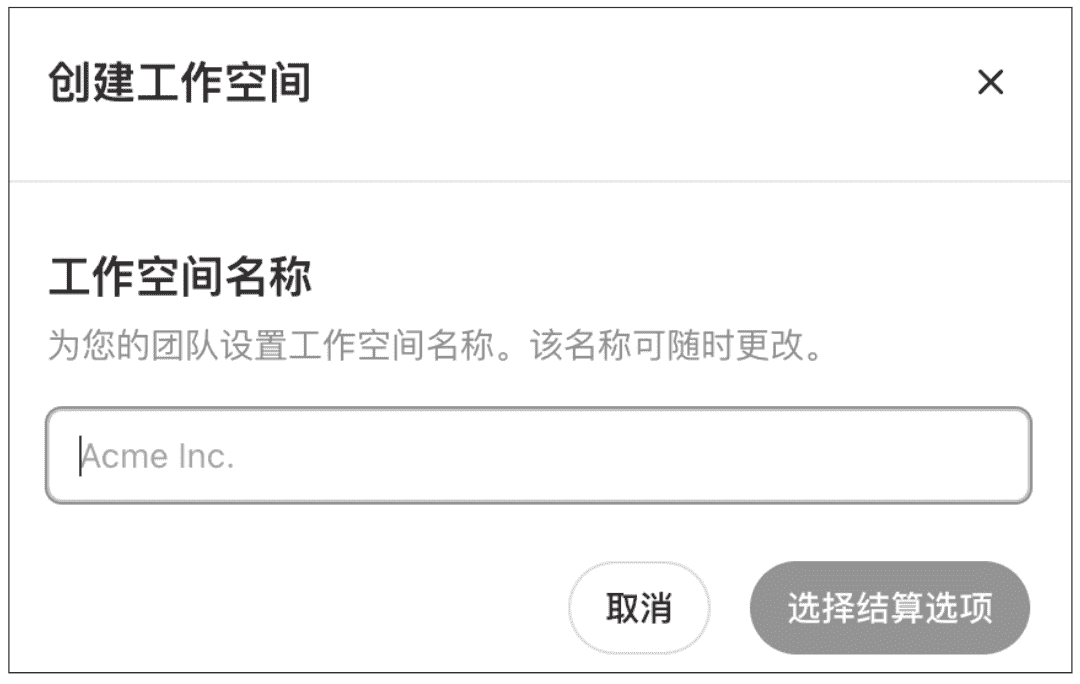 创建工作空间
工作空间名称
为您的团队设置工作空间名称。该名称可随时更改。
Acme Inc.
取消
选择结算选项